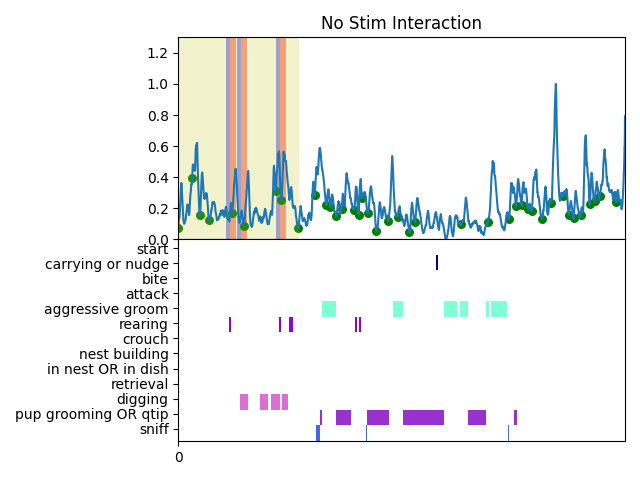 No Stim Interaction
1.2
1.0
0.8
0.6
0.4
0.2
0.0
start
carrying or nudge
bite
attack
aggressive groom
rearing
crouch
nest building
in nest OR in dish
retrieval
digging
pup grooming OR qtip
sniff
0